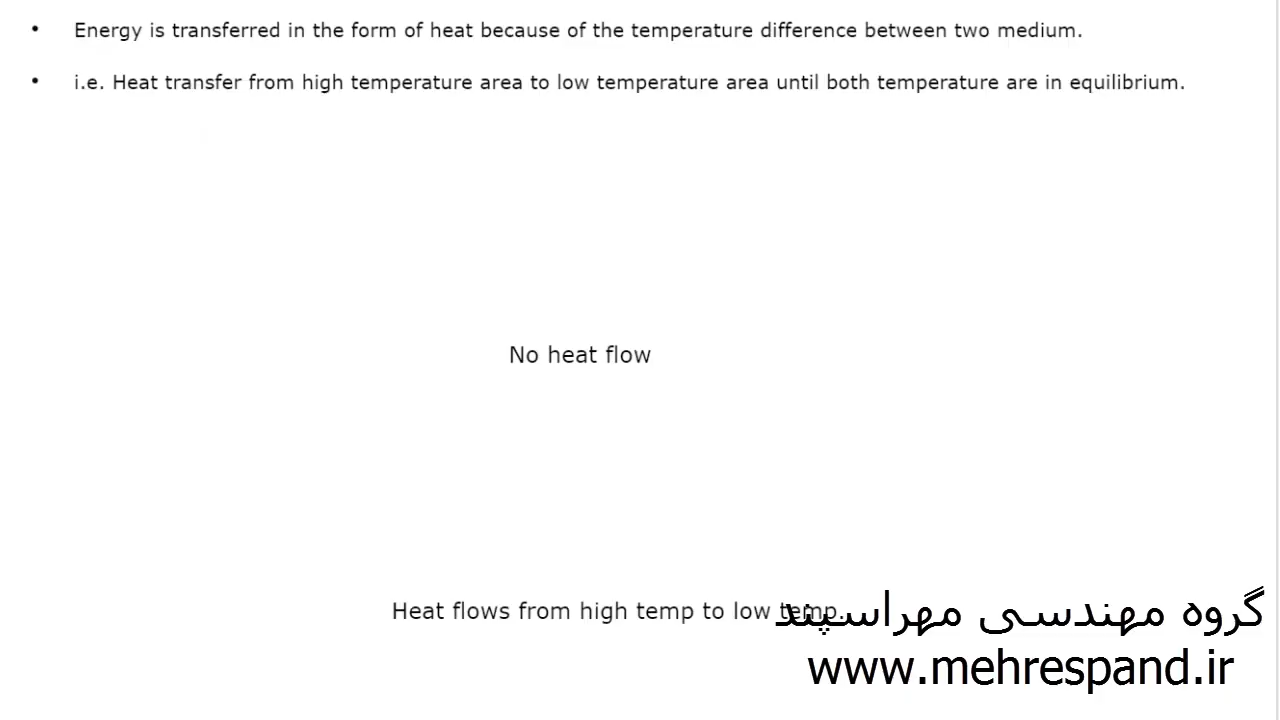 • Energy is transferred in the form of heat because of the temperature difference between two medium.
• i.e. Heat transfer from high temperature area to low temperature area until both temperature are in equilibrium.
No heat flow
Heat flows from high temp to low temp.
گروه مهندسی مهراسپند
www.mehrespand.ir